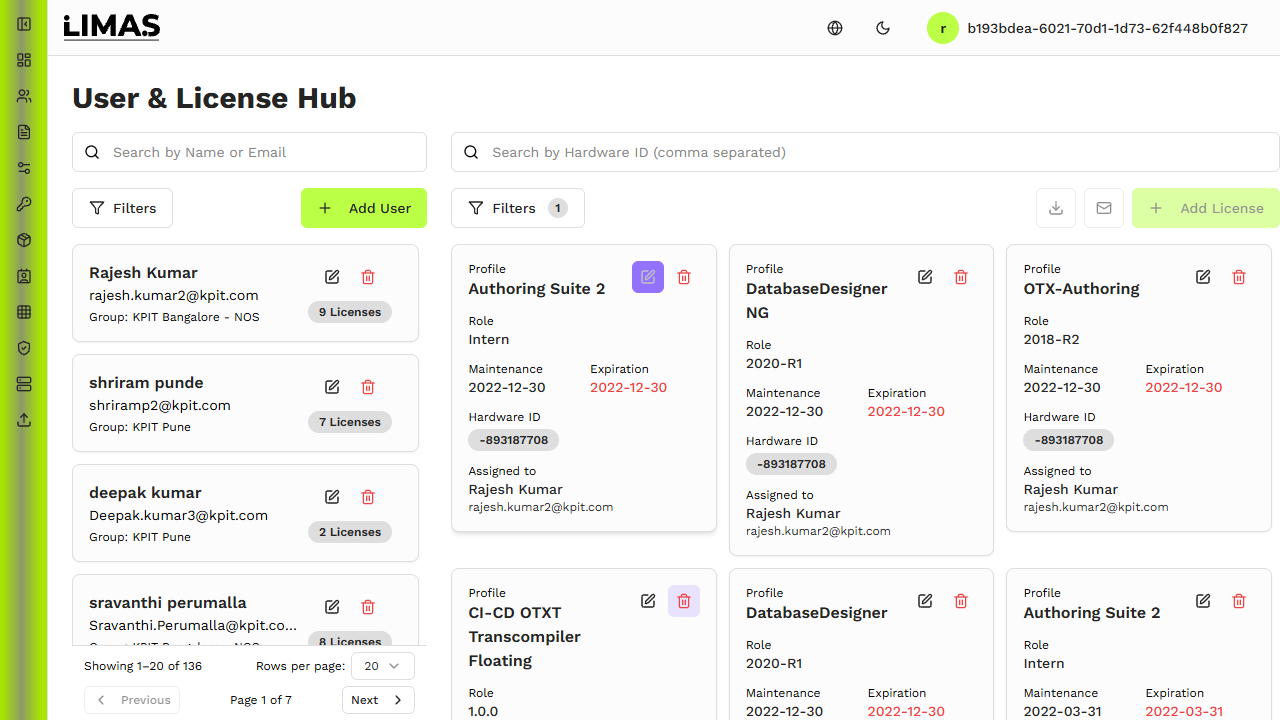 LIMAS
r
b193bdea-6021-70d1-1d73-62f448b0f827
User & License Hub
Search by Name or Email
Filters
Add User
Rajesh Kumar
rajesh.kumar2@kpit.com
Group: KPIT Bangalore - NOS
9 Licenses
shriram punde
shriramp2@kpit.com
Group: KPIT Pune
7 Licenses
deepak kumar
Deepak.kumar3@kpit.com
Group: KPIT Pune
2 Licenses
sravanthi perumalla
Sravanthi.Perumalla@kpit.co...
Group: KPIT Bangalore - NOS
8 Licenses
Showing 1–20 of 136
Rows per page:
20
Previous
Page 1 of 7
Next
Search by Hardware ID (comma separated)
Filters
1
Add License
Profile
Authoring Suite 2
Role
Intern
Maintenance
2022-12-30
Expiration
2022-12-30
Hardware ID
-893187708
Assigned to
Rajesh Kumar
rajesh.kumar2@kpit.com
Profile
DatabaseDesigner
NG
Role
2020-R1
Maintenance
2022-12-30
Expiration
2022-12-30
Hardware ID
-893187708
Assigned to
Rajesh Kumar
rajesh.kumar2@kpit.com
Profile
OTX-Authoring
Role
2018-R2
Maintenance
2022-12-30
Expiration
2022-12-30
Hardware ID
-893187708
Assigned to
Rajesh Kumar
rajesh.kumar2@kpit.com
Profile
CI-CD OTXT
Transcompiler
Floating
Role
1.0.0
Profile
DatabaseDesigner
Role
2020-R1
Maintenance
2022-12-30
Expiration
2022-12-30
Profile
Authoring Suite 2
Role
Intern
Maintenance
2022-03-31
Expiration
2022-03-31